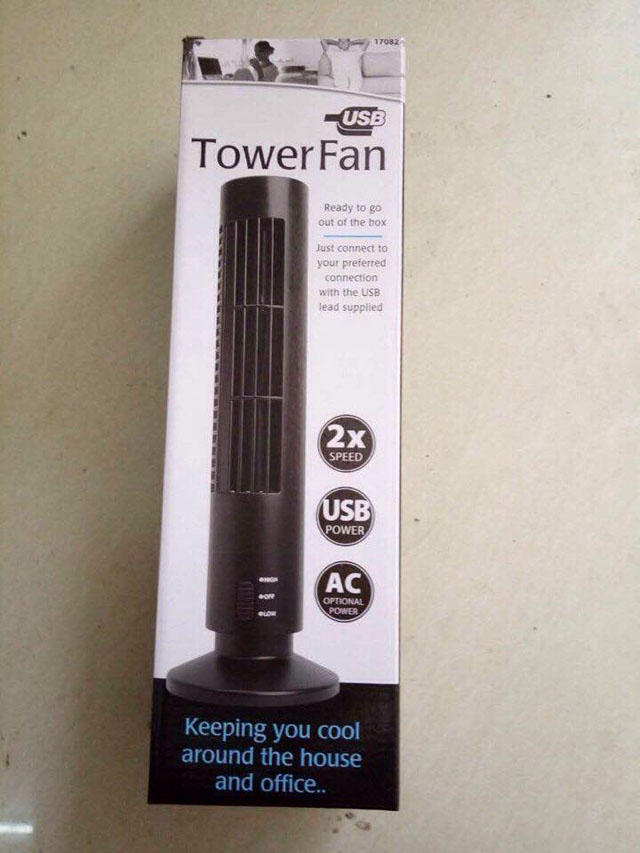 17082
USB
TowerFan
Ready to go
out of the box
Just connect to
your preferred
connection
with the USB
lead supplied
2x
SPEED
USB
POWER
AC
OPTIONAL
POWER
HIGH
OFF
LOW
Keeping you cool
around the house
and office..